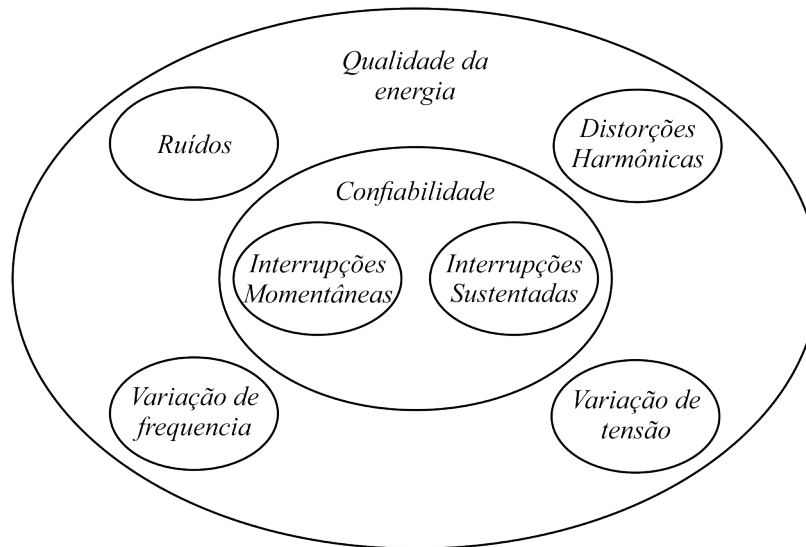 Qualidade da
energia
Ruídos
Distorções
Harmônicas
Confiabilidade
Interrupções
Momentâneas
Interrupções
Sustentadas
Variação de
frequencia
Variação de
tensão